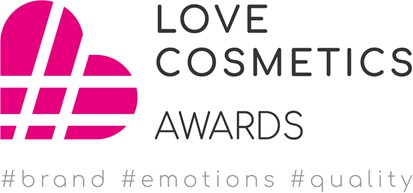 LOVE
COSMETICS
AWARDS
#brand #emotions #quality